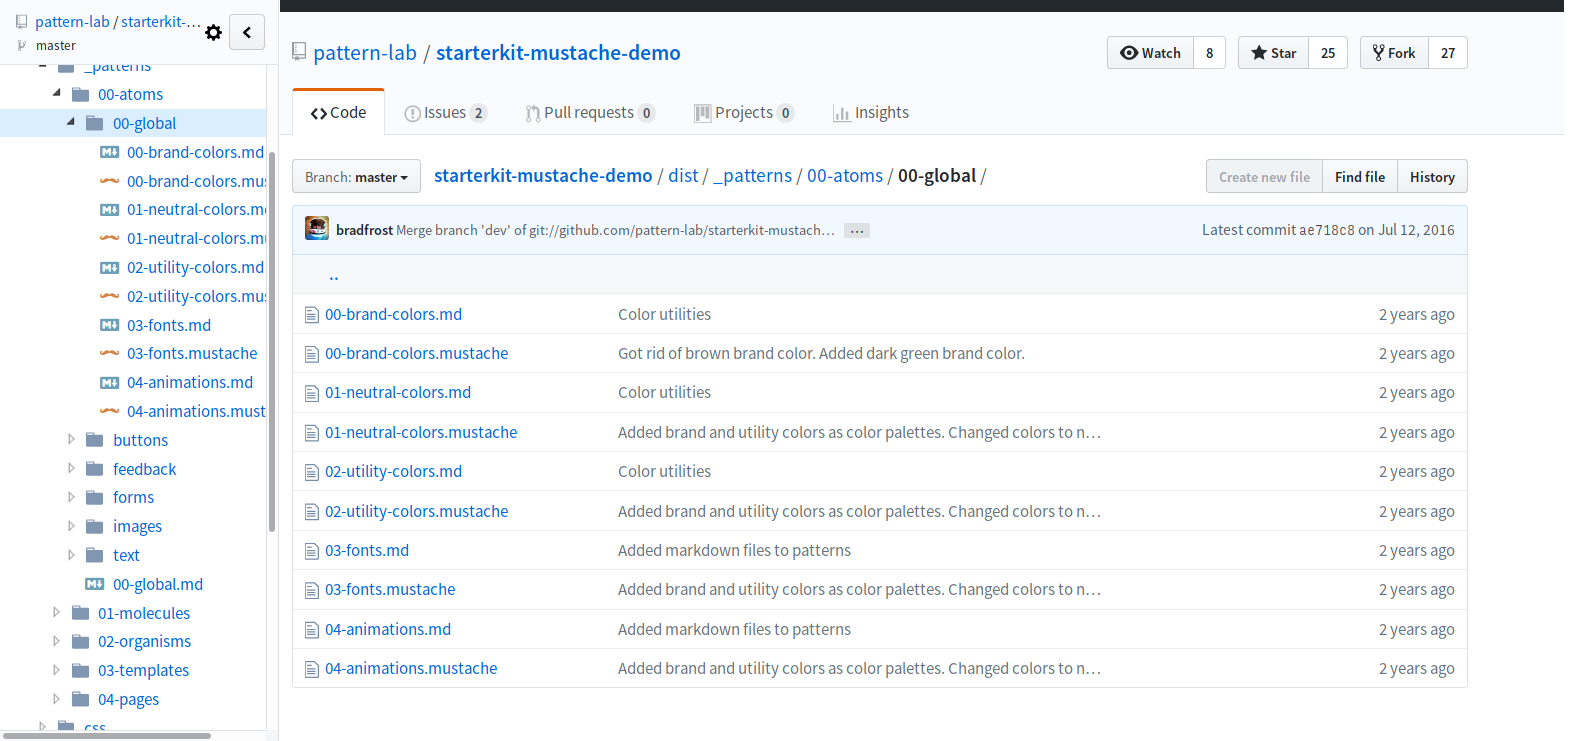 pattern-lab / starterkit-...
master
_patterns
00-atoms
00-global
00-brand-colors.md
00-brand-colors.mus
01-neutral-colors.m
01-neutral-colors.m
02-utility-colors.md
02-utility-colors.mus
03-fonts.md
03-fonts.mustache
04-animations.md
04-animations.must
buttons
feedback
forms
images
text
00-global.md
01-molecules
02-organisms
03-templates
04-pages
css
pattern-lab / starterkit-mustache-demo
Watch 8 Star 25 Fork 27
Code Issues 2 Pull requests 0 Projects 0 Insights
Branch: master starterkit-mustache-demo / dist / _patterns / 00-atoms / 00-global / Create new file Find file History
bradfrost Merge branch 'dev' of git://github.com/pattern-lab/starterkit-mustach… … Latest commit ae718c8 on Jul 12, 2016
..
00-brand-colors.md Color utilities 2 years ago
00-brand-colors.mustache Got rid of brown brand color. Added dark green brand color. 2 years ago
01-neutral-colors.md Color utilities 2 years ago
01-neutral-colors.mustache Added brand and utility colors as color palettes. Changed colors to n… 2 years ago
02-utility-colors.md Color utilities 2 years ago
02-utility-colors.mustache Added brand and utility colors as color palettes. Changed colors to n… 2 years ago
03-fonts.md Added markdown files to patterns 2 years ago
03-fonts.mustache Added brand and utility colors as color palettes. Changed colors to n… 2 years ago
04-animations.md Added markdown files to patterns 2 years ago
04-animations.mustache Added brand and utility colors as color palettes. Changed colors to n… 2 years ago